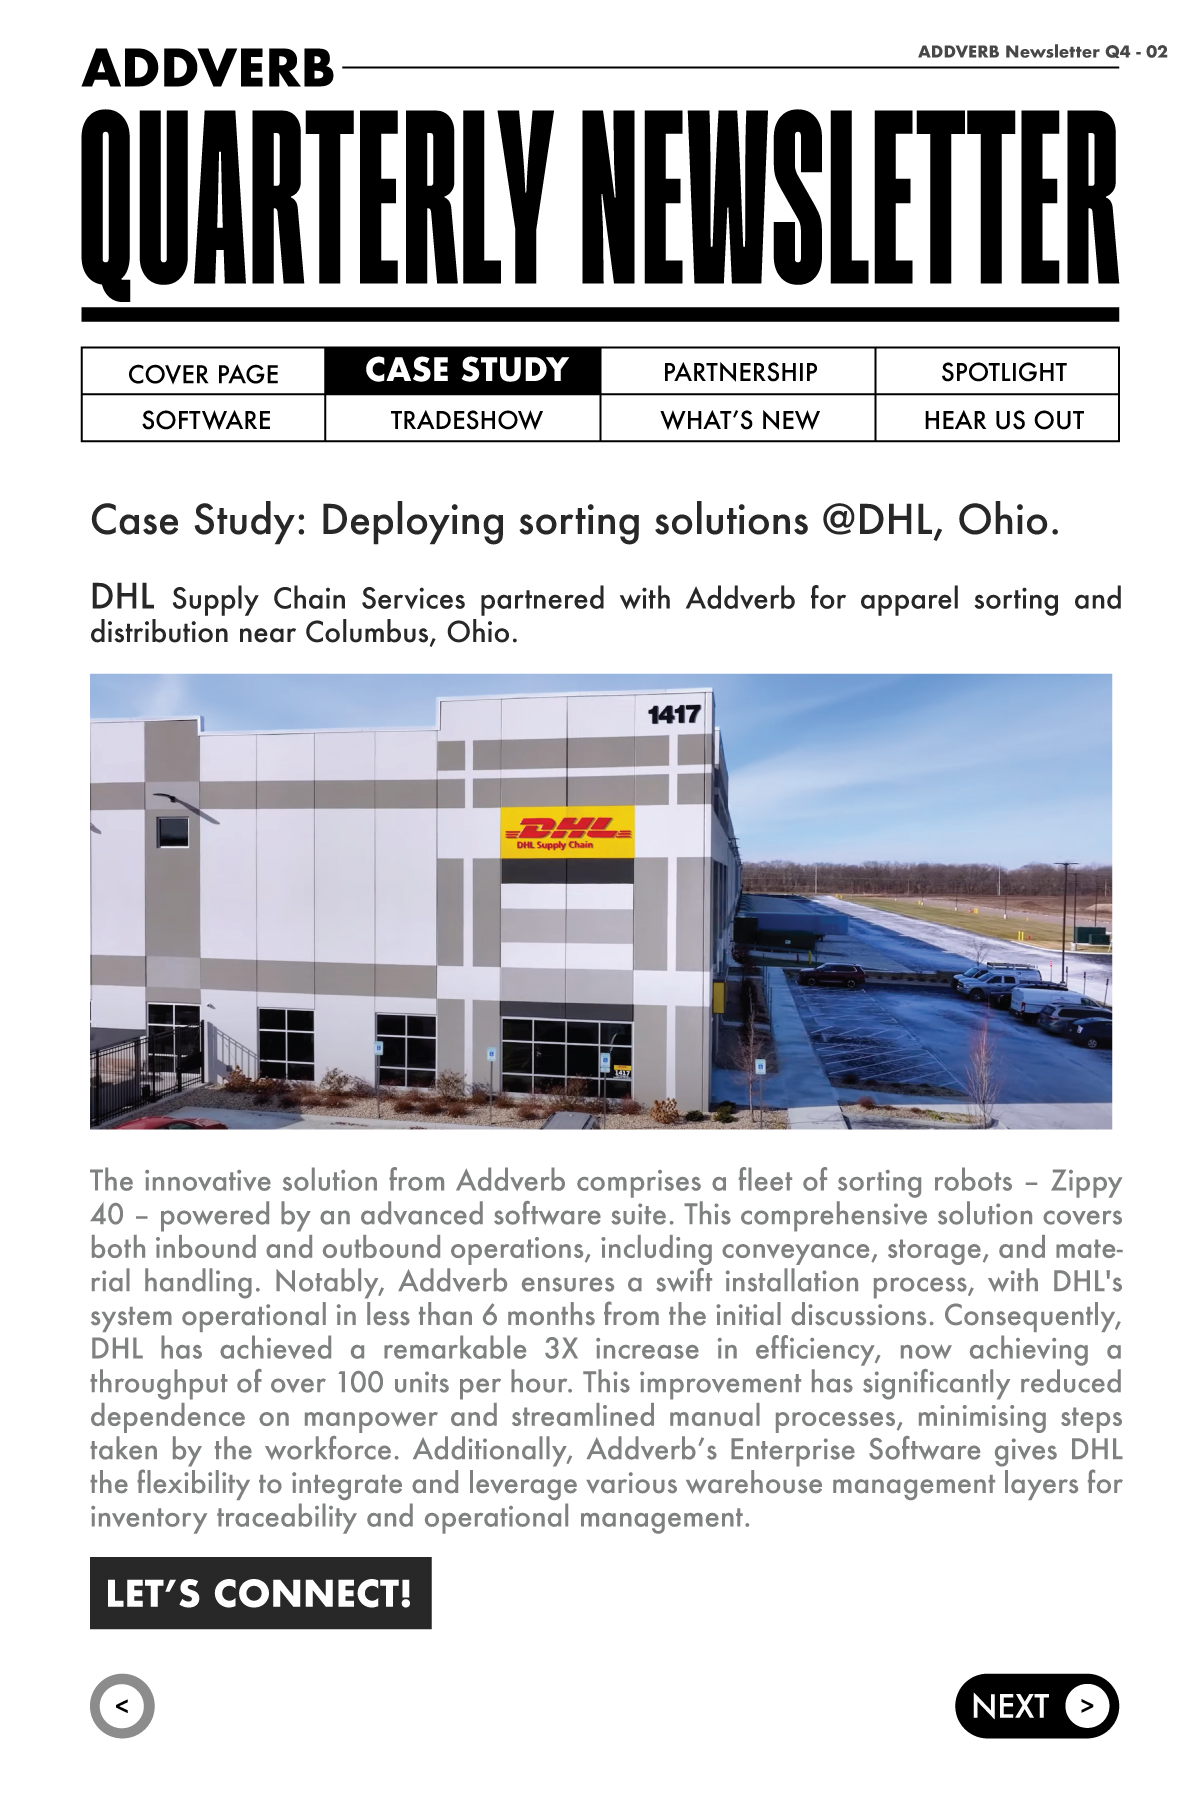 ADDVERB
ADDVERB Newsletter Q4 - 02
QUARTERLY NEWSLETTER
COVER PAGE
CASE STUDY
PARTNERSHIP
SPOTLIGHT
SOFTWARE
TRADESHOW
WHAT'S NEW
HEAR US OUT
Case Study: Deploying sorting solutions @DHL, Ohio.
DHL Supply Chain Services partnered with Addverb for apparel sorting and
distribution near Columbus, Ohio.
1417
DHL
DHL Supply Chain
1417
The innovative solution from Addverb comprises a fleet of sorting robots – Zippy
40 – powered by an advanced software suite. This comprehensive solution covers
both inbound and outbound operations, including conveyance, storage, and mate-
rial handling. Notably, Addverb ensures a swift installation process, with DHL's
system operational in less than 6 months from the initial discussions. Consequently,
DHL has achieved a remarkable 3X increase in efficiency, now achieving a
throughput of over 100 units per hour. This improvement has significantly reduced
dependence on manpower and streamlined manual processes, minimising steps
taken by the workforce. Additionally, Addverb’s Enterprise Software gives DHL
the flexibility to integrate and leverage various warehouse management layers for
inventory traceability and operational management.
LET’S CONNECT!
<
NEXT >